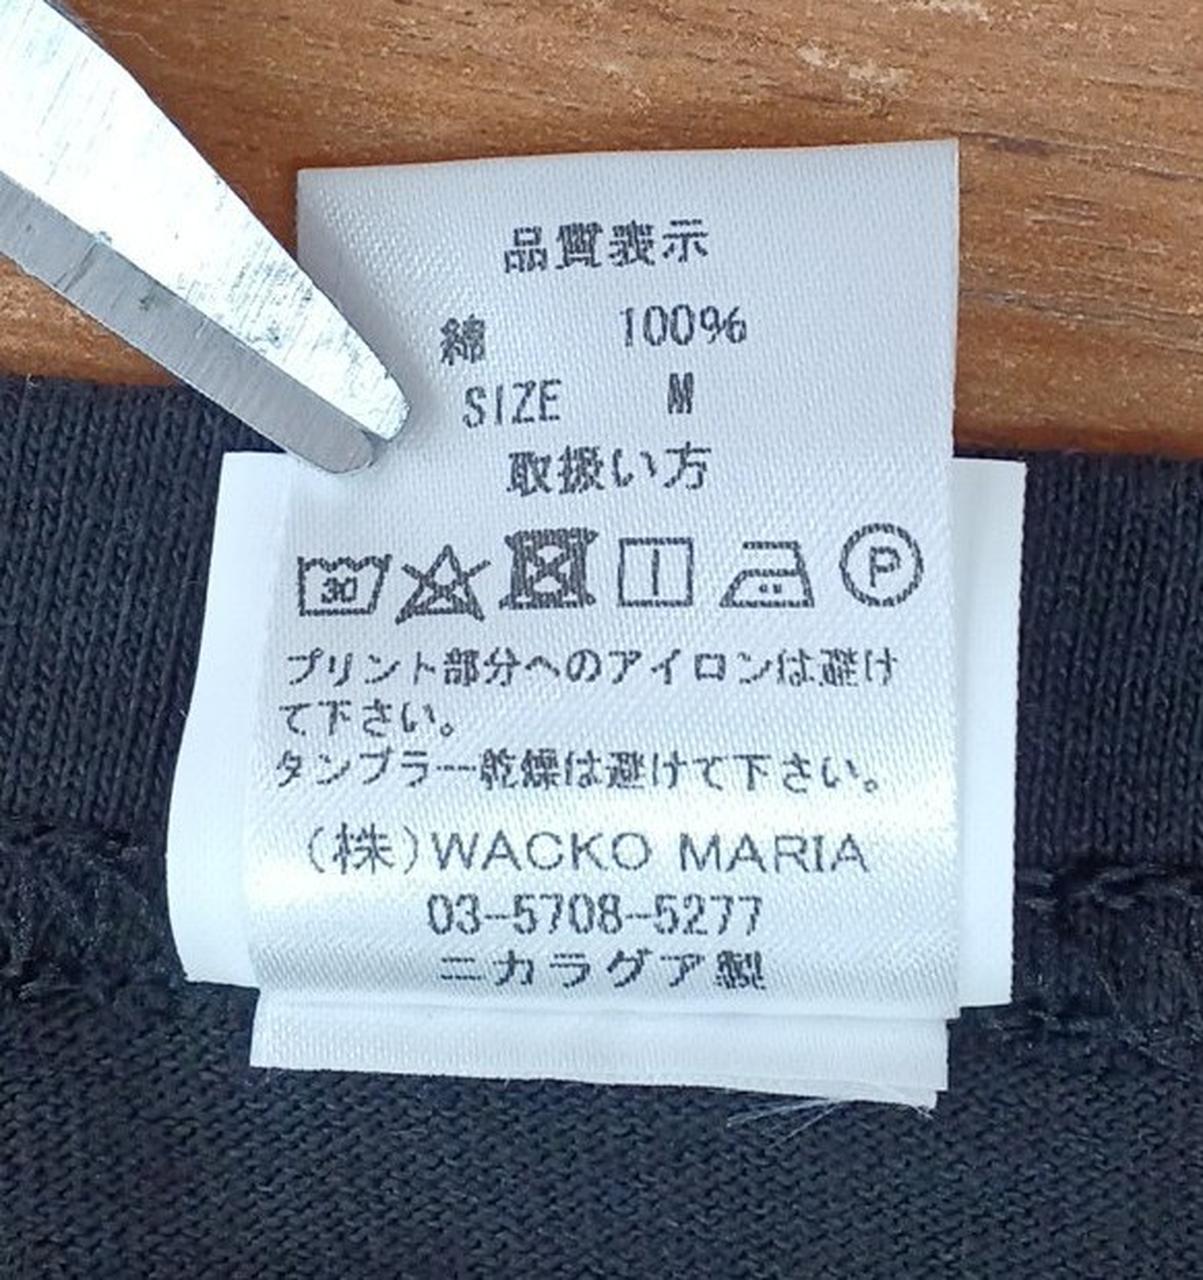 品質表示
綿 100%
SIZE M
取扱い方
30 P
プリント部分へのアイロンは避け
て下さい。
タンブラー乾燥は避けて下さい。
(株)WACKO MARIA
03-5708-5277
ニカラグア製